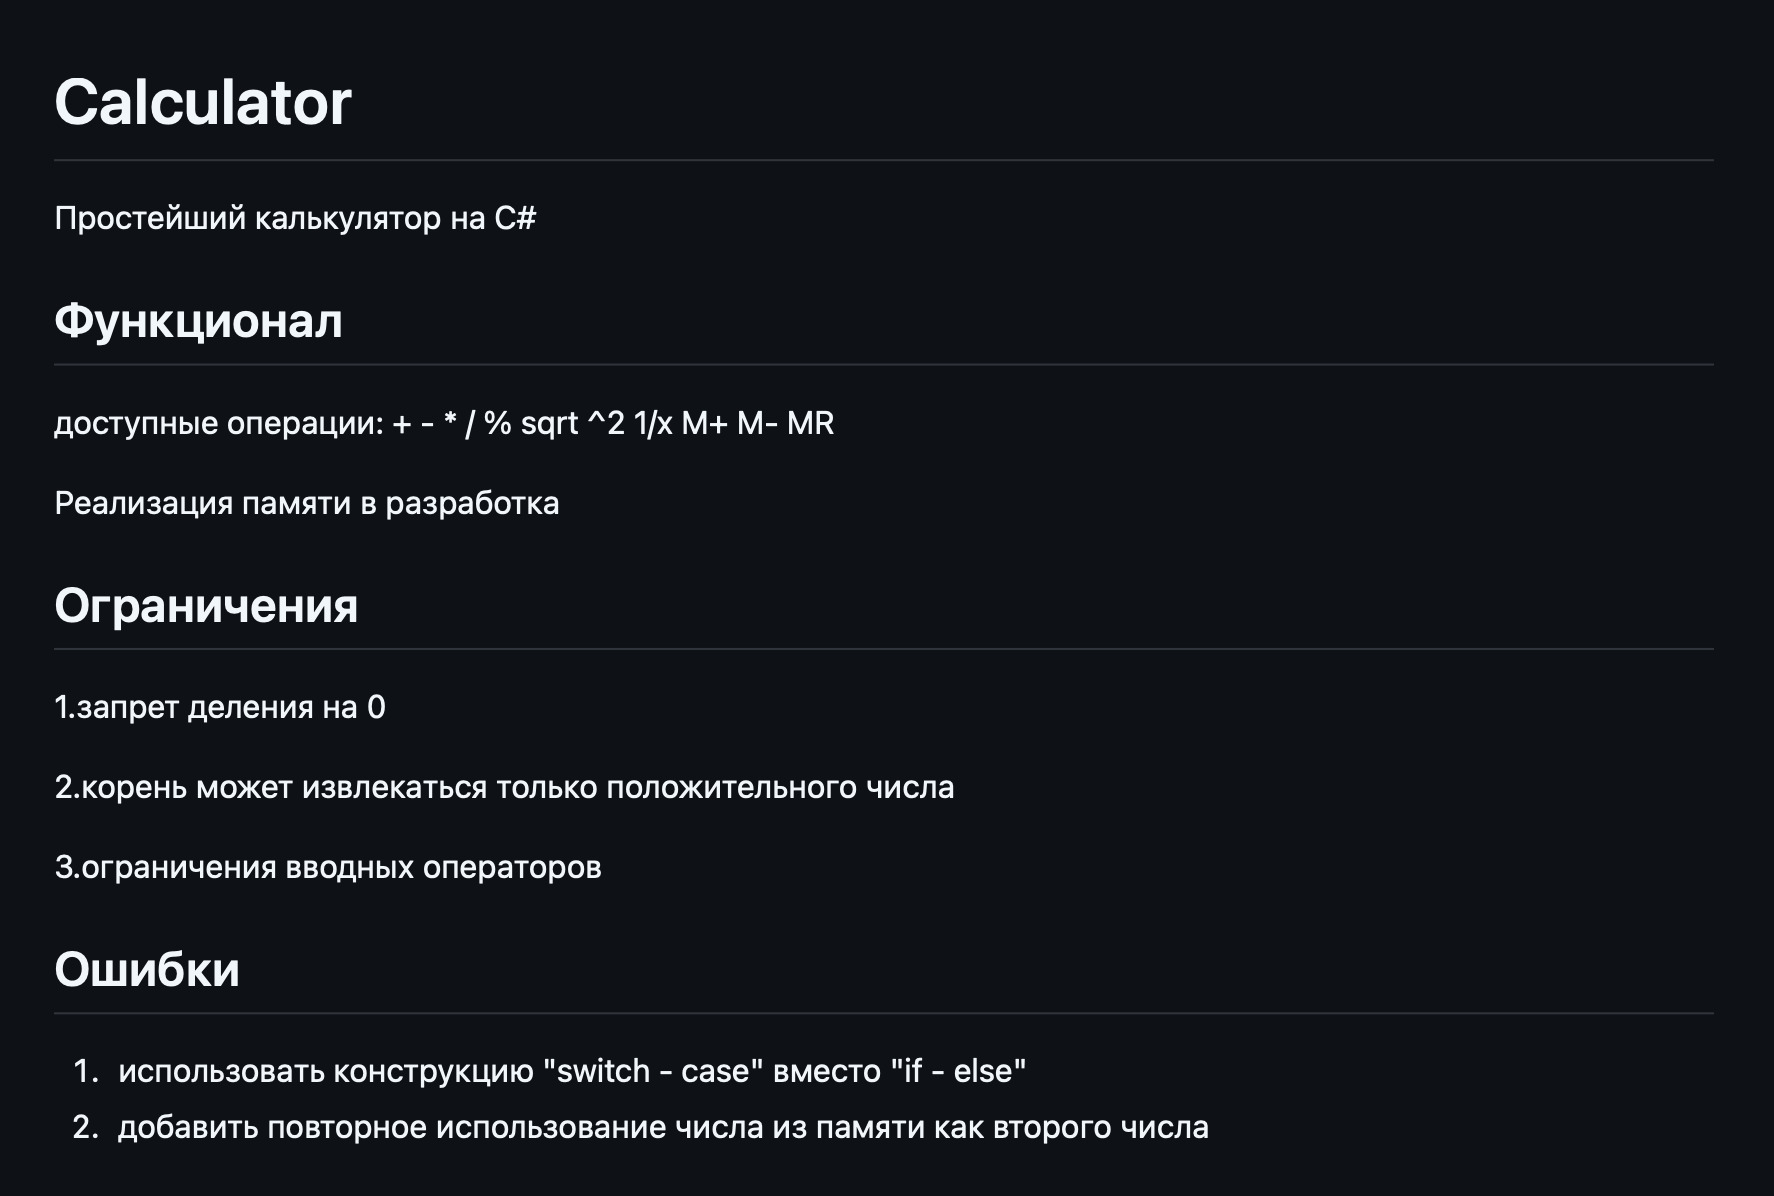 Calculator
Простейший калькулятор на C#
Функционал
доступные операции: + - * / % sqrt ^2 1/x M+ M- MR
Реализация памяти в разработка
Ограничения
1.запрет деления на 0
2.корень может извлекаться только положительного числа
3.ограничения вводных операторов
Ошибки
1. использовать конструкцию "switch - case" вместо "if - else"
2. добавить повторное использование числа из памяти как второго числа